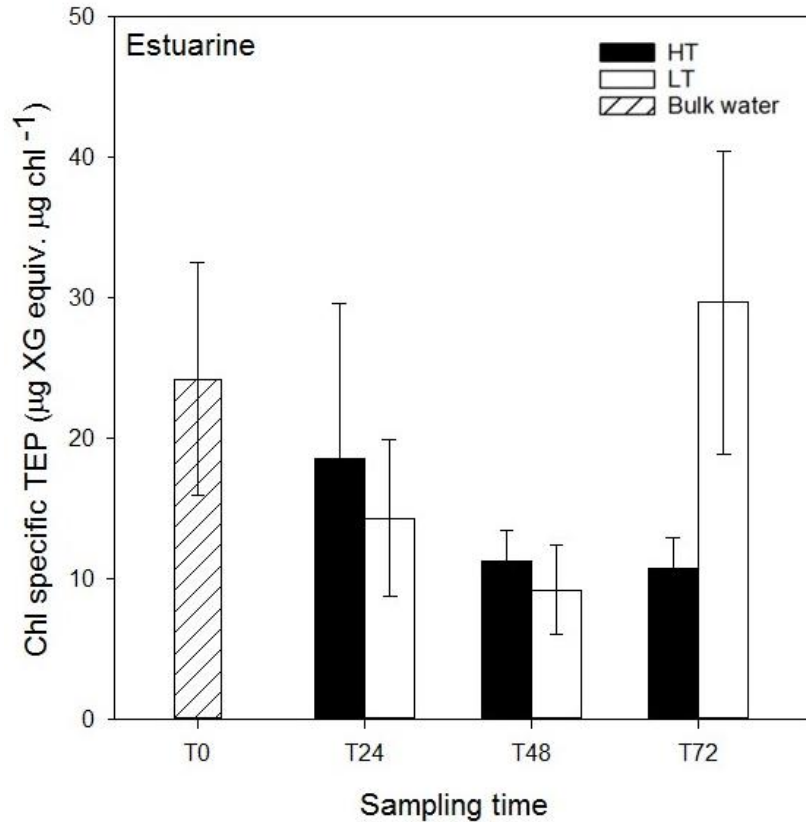 Estuarine
HT
LT
Bulk water
Chl specific TEP (µg XG equiv. µg chl ⁻¹)
50
40
30
20
10
0
T0 T24 T48 T72
Sampling time